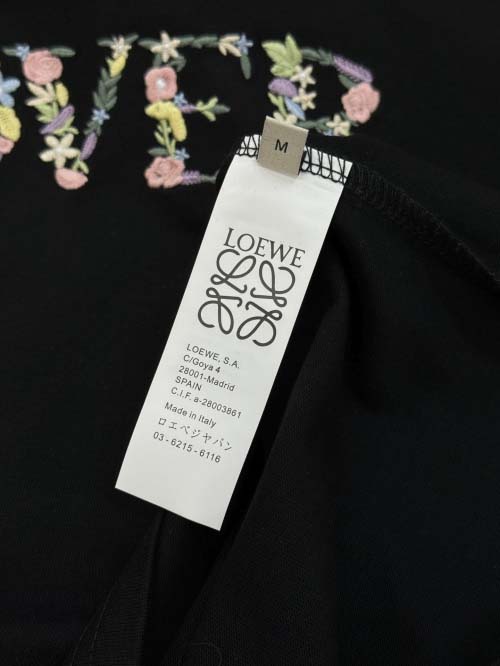 M
LOEWE
LOEWE, S.A.
C/Goya 4
28001-Madrid
SPAIN
C.I.F. a-28003861
Made in Italy
ロエベジャパン
03 - 6215 - 6116